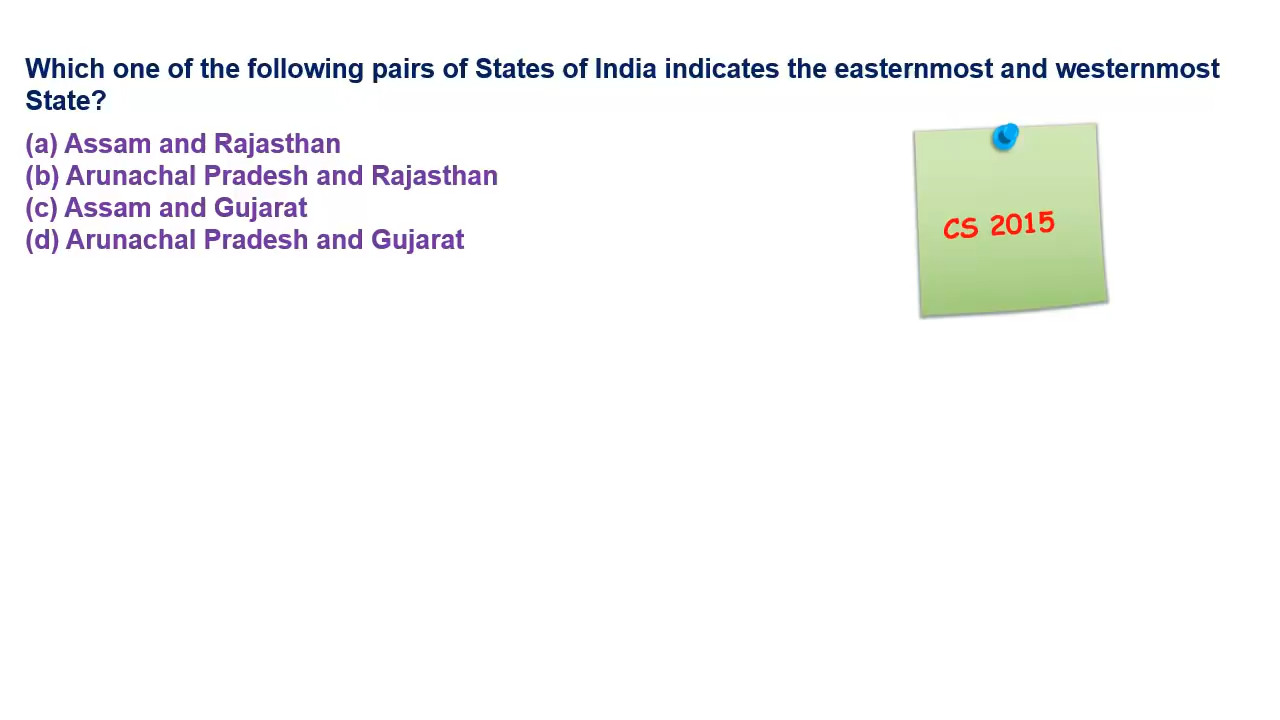 Which one of the following pairs of States of India indicates the easternmost and westernmost
State?
(a) Assam and Rajasthan
(b) Arunachal Pradesh and Rajasthan
(c) Assam and Gujarat
(d) Arunachal Pradesh and Gujarat
CS 2015